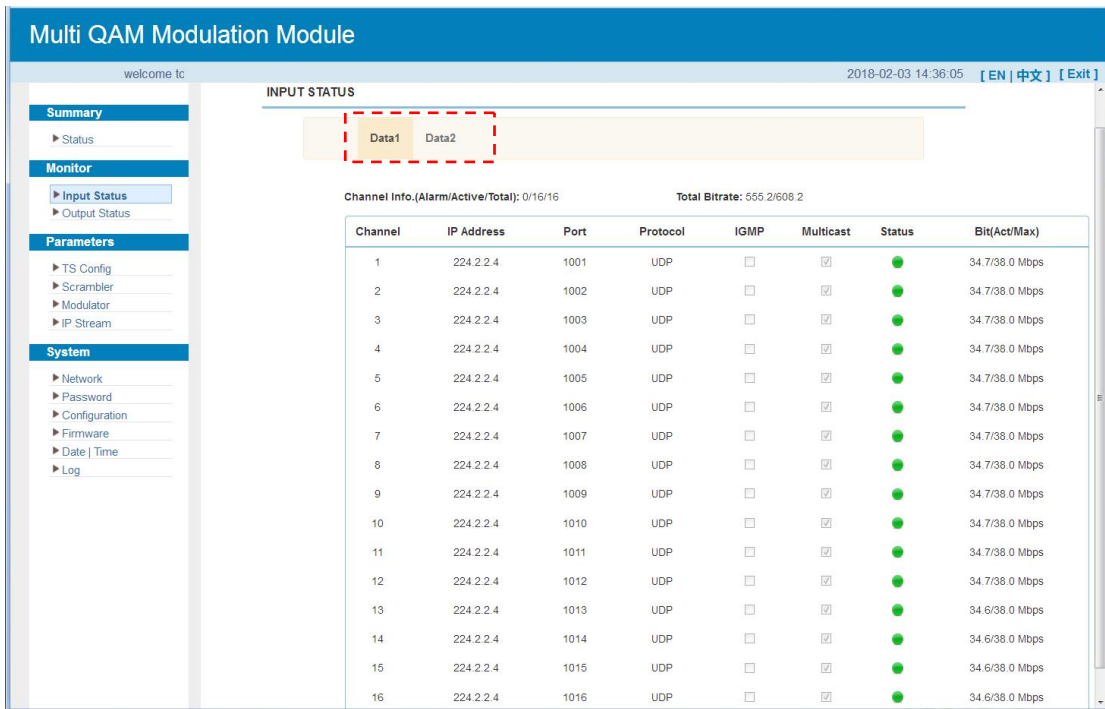 Multi QAM Modulation Module
welcome to 2018-02-03 14:36:05 [ EN | 中文 ] [ Exit ]
Summary
Status
Monitor
Input Status
Output Status
Parameters
TS Config
Scrambler
Modulator
IP Stream
System
Network
Password
Configuration
Firmware
Date | Time
Log
INPUT STATUS
Data1 Data2
Channel Info.(Alarm/Active/Total): 0/16/16 Total Bitrate: 555.2/608.2
Channel IP Address Port Protocol IGMP Multicast Status Bit(Act/Max)
1 224.2.2.4 1001 UDP 34.7/38.0 Mbps
2 224.2.2.4 1002 UDP 34.7/38.0 Mbps
3 224.2.2.4 1003 UDP 34.7/38.0 Mbps
4 224.2.2.4 1004 UDP 34.7/38.0 Mbps
5 224.2.2.4 1005 UDP 34.7/38.0 Mbps
6 224.2.2.4 1006 UDP 34.7/38.0 Mbps
7 224.2.2.4 1007 UDP 34.7/38.0 Mbps
8 224.2.2.4 1008 UDP 34.7/38.0 Mbps
9 224.2.2.4 1009 UDP 34.7/38.0 Mbps
10 224.2.2.4 1010 UDP 34.7/38.0 Mbps
11 224.2.2.4 1011 UDP 34.7/38.0 Mbps
12 224.2.2.4 1012 UDP 34.7/38.0 Mbps
13 224.2.2.4 1013 UDP 34.6/38.0 Mbps
14 224.2.2.4 1014 UDP 34.6/38.0 Mbps
15 224.2.2.4 1015 UDP 34.6/38.0 Mbps
16 224.2.2.4 1016 UDP 34.6/38.0 Mbps